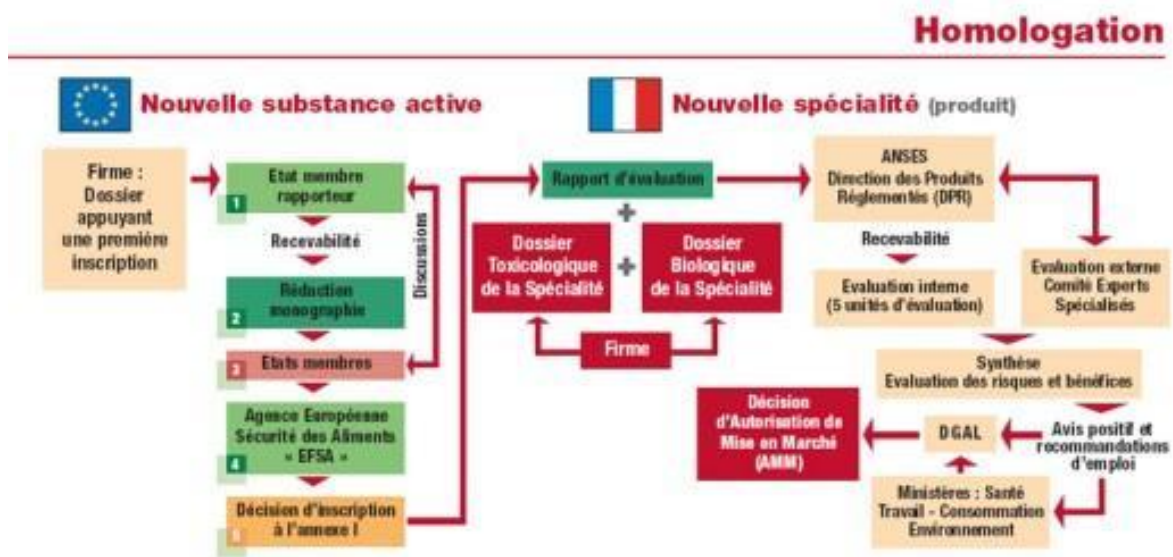 Homologation
Nouvelle substance active
Firme :
Dossier
appuyant
une première
inscription
Etat membre
rapporteur
1
Recevabilité
Discussions
Rédaction
monographie
2
Etats membres
3
Agence Européenne
Sécurité des Aliments
« EFSA »
4
Décision d'inscription
à l'annexe I
5
Nouvelle spécialité (produit)
Rapport d'évaluation
+
Dossier
Toxicologique
de la Spécialité
+
Dossier
Biologique
de la Spécialité
Firme
ANSES
Direction des Produits
Réglementés (DPR)
Recevabilité
Evaluation interne
(5 unités d'évaluation)
Evaluation externe
Comité Experts
Spécialisés
Synthèse
Evaluation des risques et bénéfices
Avis positif et
recommandations
d'emploi
DGAL
Décision
d'Autorisation de
Mise en Marché
(AMM)
Ministères : Santé
Travail - Consommation
Environnement